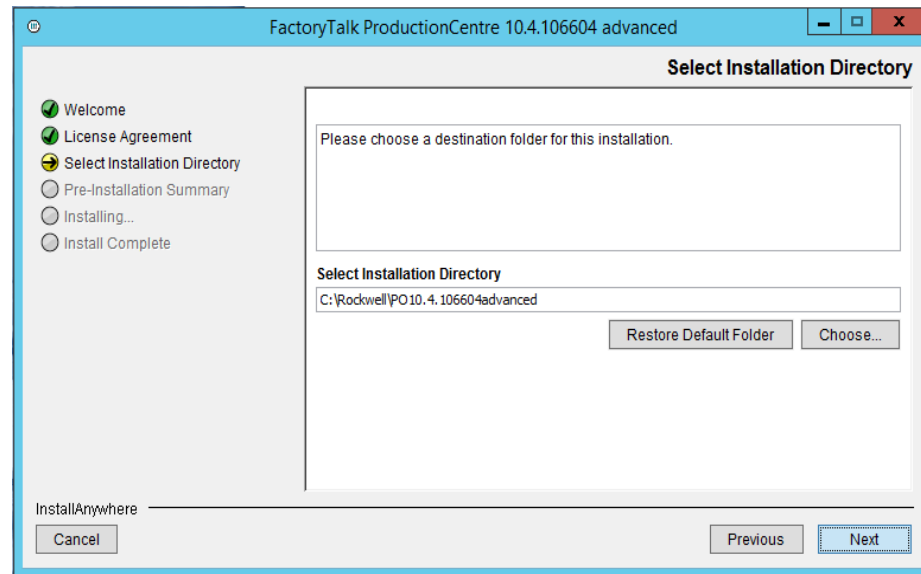 FactoryTalk ProductionCentre 10.4.106604 advanced
Select Installation Directory
Welcome
License Agreement
Select Installation Directory
Pre-Installation Summary
Installing...
Install Complete
Please choose a destination folder for this installation.
Select Installation Directory
C:\Rockwell\PO10.4.106604advanced
Restore Default Folder
Choose...
InstallAnywhere
Cancel
Previous
Next